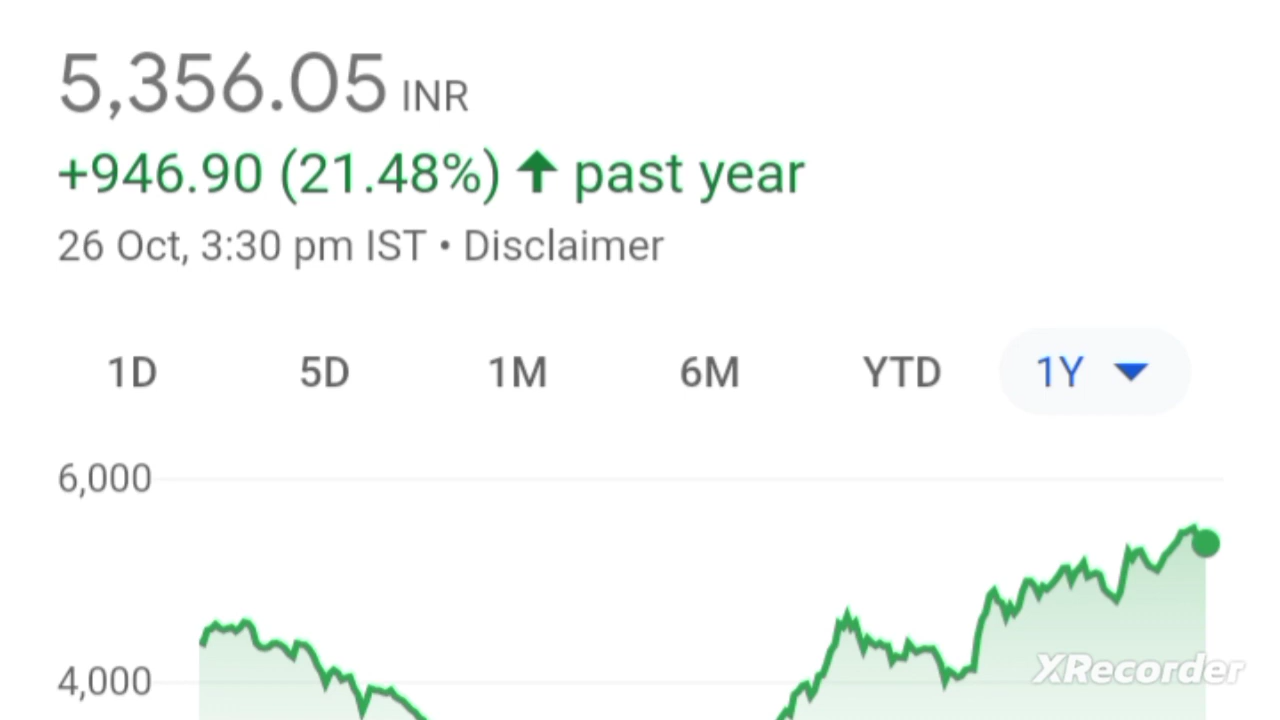 5,356.05 INR
+946.90 (21.48%) ↑ past year
26 Oct, 3:30 pm IST • Disclaimer
1D 5D 1M 6M YTD 1Y
6,000
4,000
XRecorder